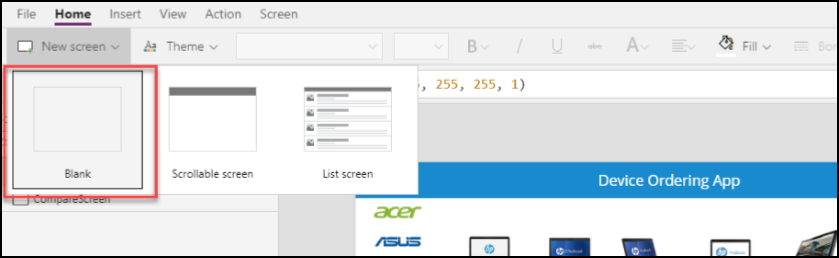 File Home Insert View Action Screen
New screen Theme B / U abc A Fill
, 255, 255, 1)
Blank Scrollable screen List screen
CompareScreen
Device Ordering App
acer
ASUS